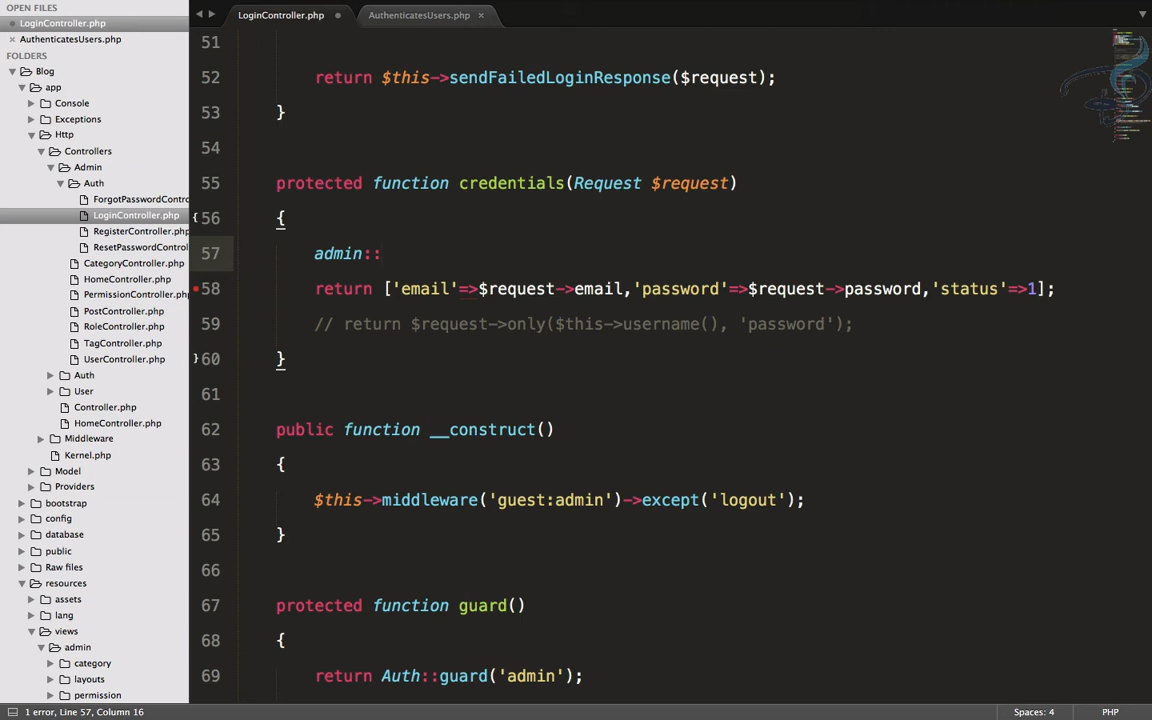 OPEN FILES
LoginController.php
AuthenticatesUsers.php
FOLDERS
Blog
app
Console
Exceptions
Http
Controllers
Admin
Auth
ForgotPasswordContro
LoginController.php
RegisterController.php
ResetPasswordControl
CategoryController.php
HomeController.php
PermissionController.php
PostController.php
RoleController.php
TagController.php
UserController.php
Auth
User
Controller.php
HomeController.php
Middleware
Kernel.php
Model
Providers
bootstrap
config
database
public
Raw files
resources
assets
lang
views
admin
category
layouts
permission
LoginController.php
AuthenticatesUsers.php
51
52 return $this->sendFailedLoginResponse($request);
53 }
54
55 protected function credentials(Request $request)
56 {
57 admin::
58 return ['email'=>$request->email,'password'=>$request->password,'status'=>1];
59 // return $request->only($this->username(), 'password');
60 }
61
62 public function __construct()
63 {
64 $this->middleware('guest:admin')->except('logout');
65 }
66
67 protected function guard()
68 {
69 return Auth::guard('admin');
1 error, Line 57, Column 16
Spaces: 4
PHP